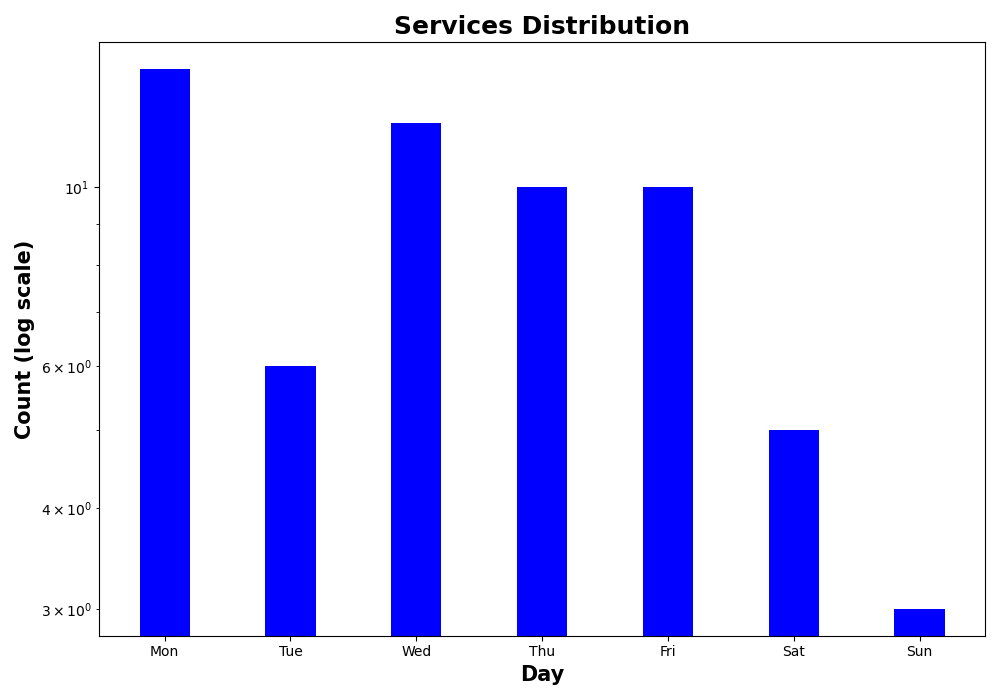 Services Distribution
Count (log scale)
10¹
6 × 10⁰
4 × 10⁰
3 × 10⁰
Mon Tue Wed Thu Fri Sat Sun
Day